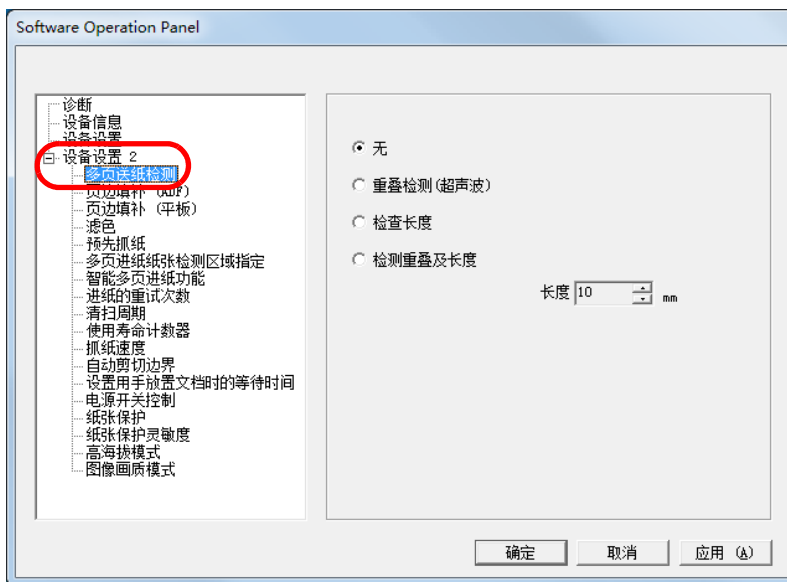 Software Operation Panel
诊断
设备信息
设备设置
设备设置 2
多页送纸检测
页边填补 (ADF)
页边填补 (平板)
滤色
预先抓纸
多页进纸纸张检测区域指定
智能多页进纸功能
进纸的重试次数
清扫周期
使用寿命计数器
抓纸速度
自动剪切边界
设置用手放置文档时的等待时间
电源开关控制
纸张保护
纸张保护灵敏度
高海拔模式
图像画质模式
无
重叠检测(超声波)
检查长度
检测重叠及长度
长度 10 mm
确定 取消 应用 (A)